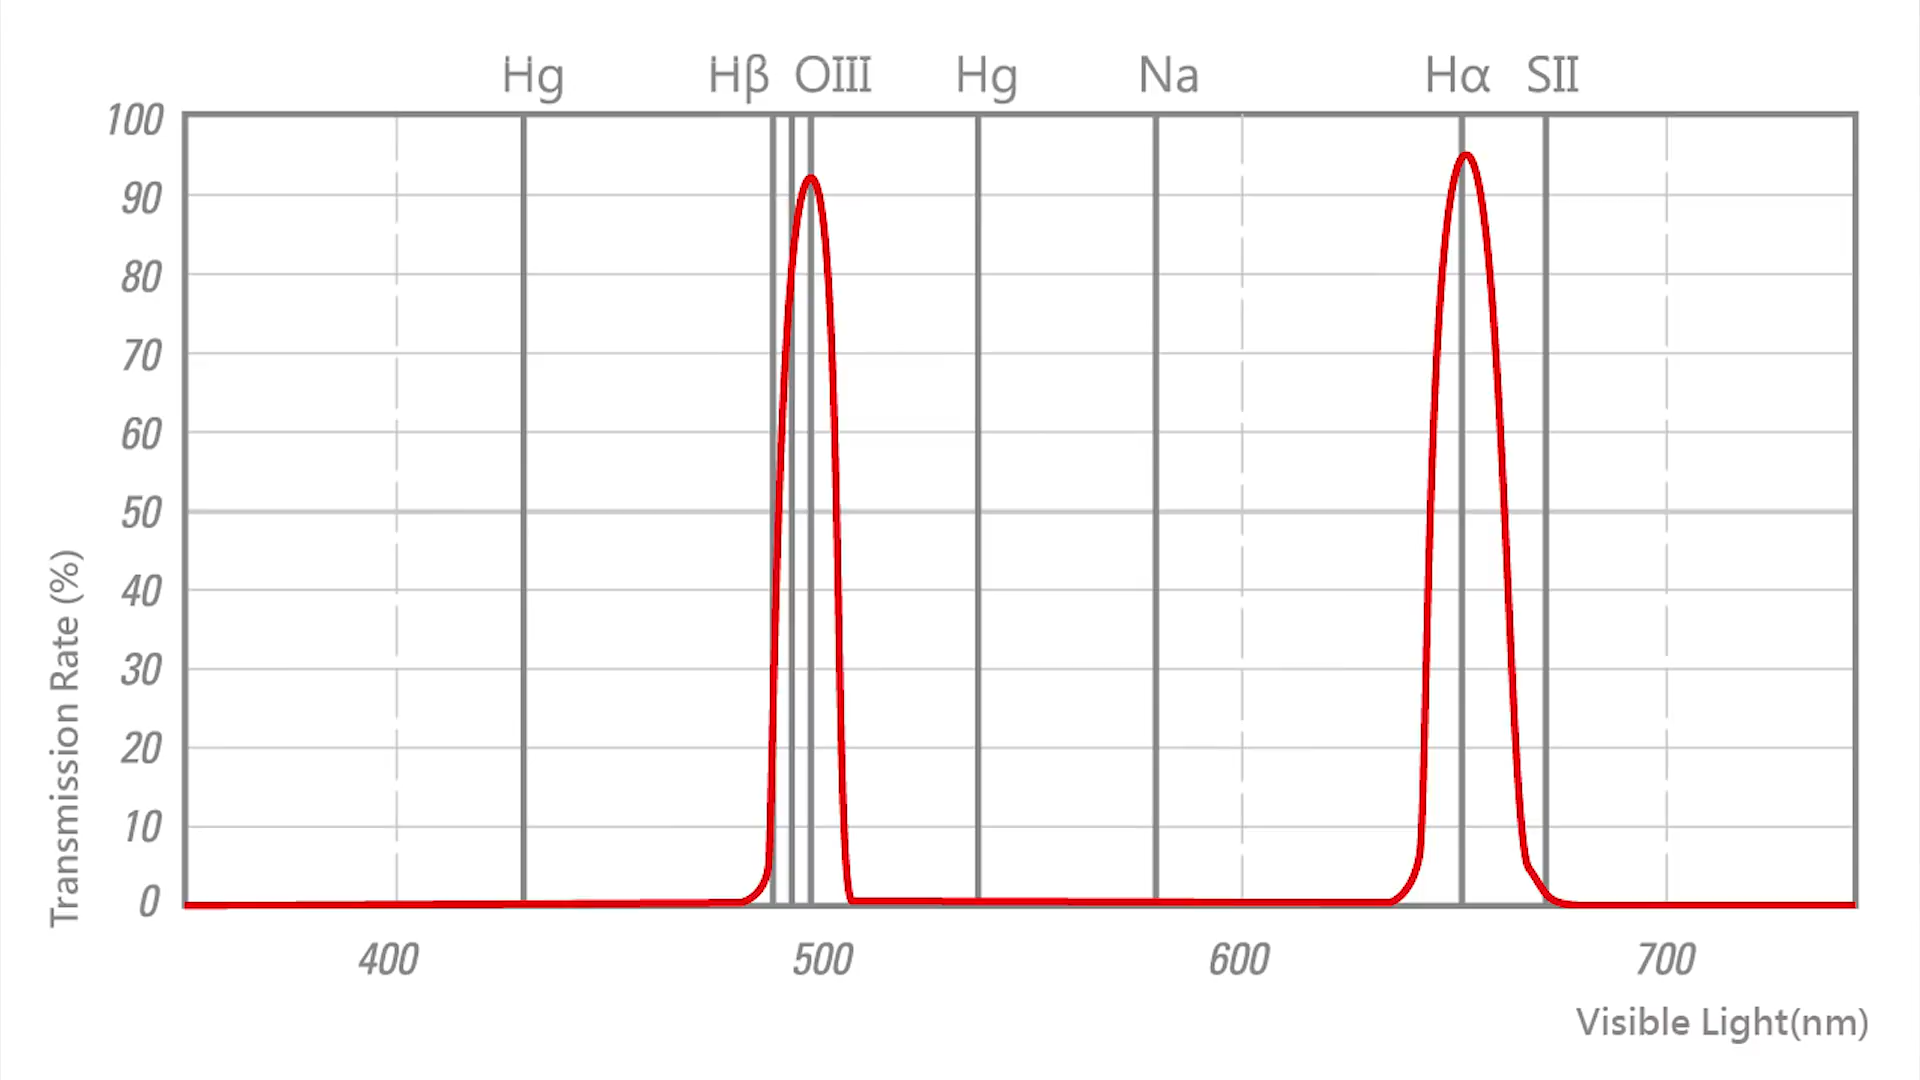 Hg Hβ OIII Hg Na Hα SII
100
90
80
70
60
50
40
30
20
10
0
Transmission Rate (%)
400 500 600 700
Visible Light(nm)